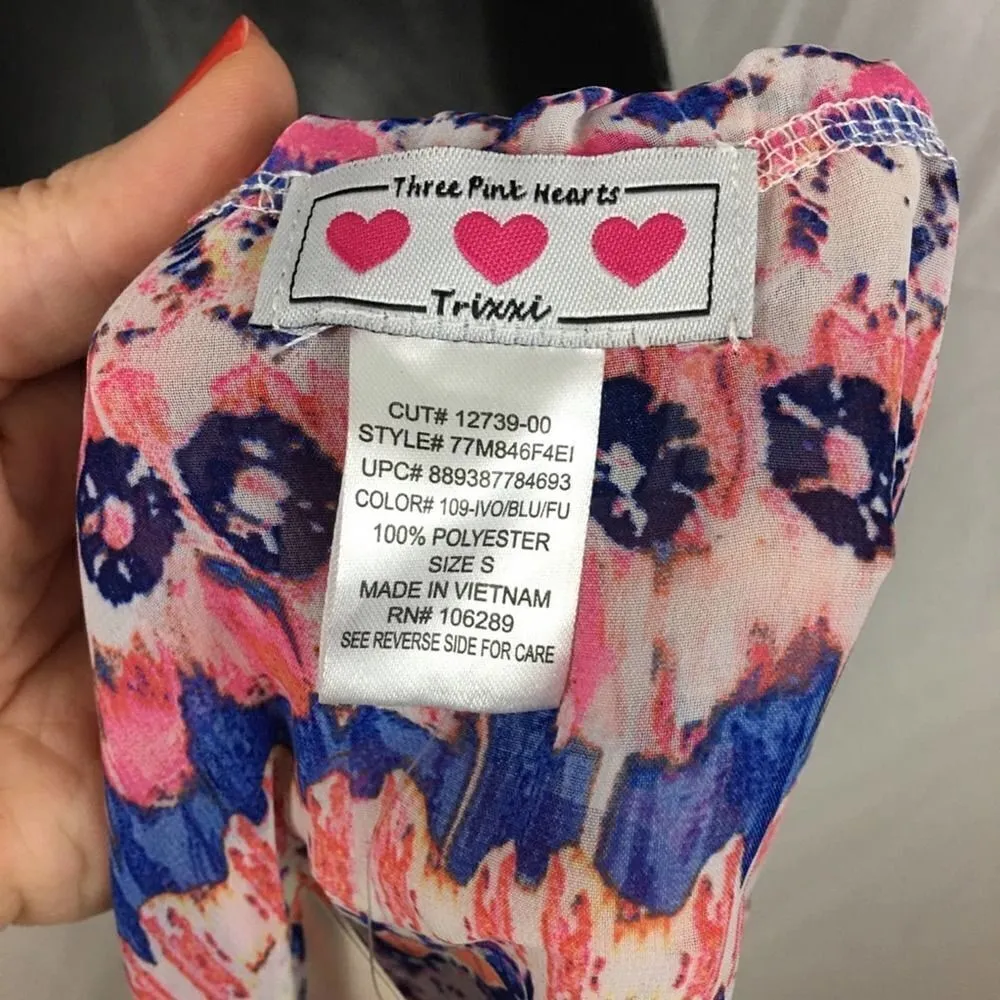 Three Pink Hearts
Trixxi
CUT# 12739-00
STYLE# 77M846F4EI
UPC# 889387784693
COLOR# 109-IVO/BLU/FU
100% POLYESTER
SIZE S
MADE IN VIETNAM
RN# 106289
SEE REVERSE SIDE FOR CARE